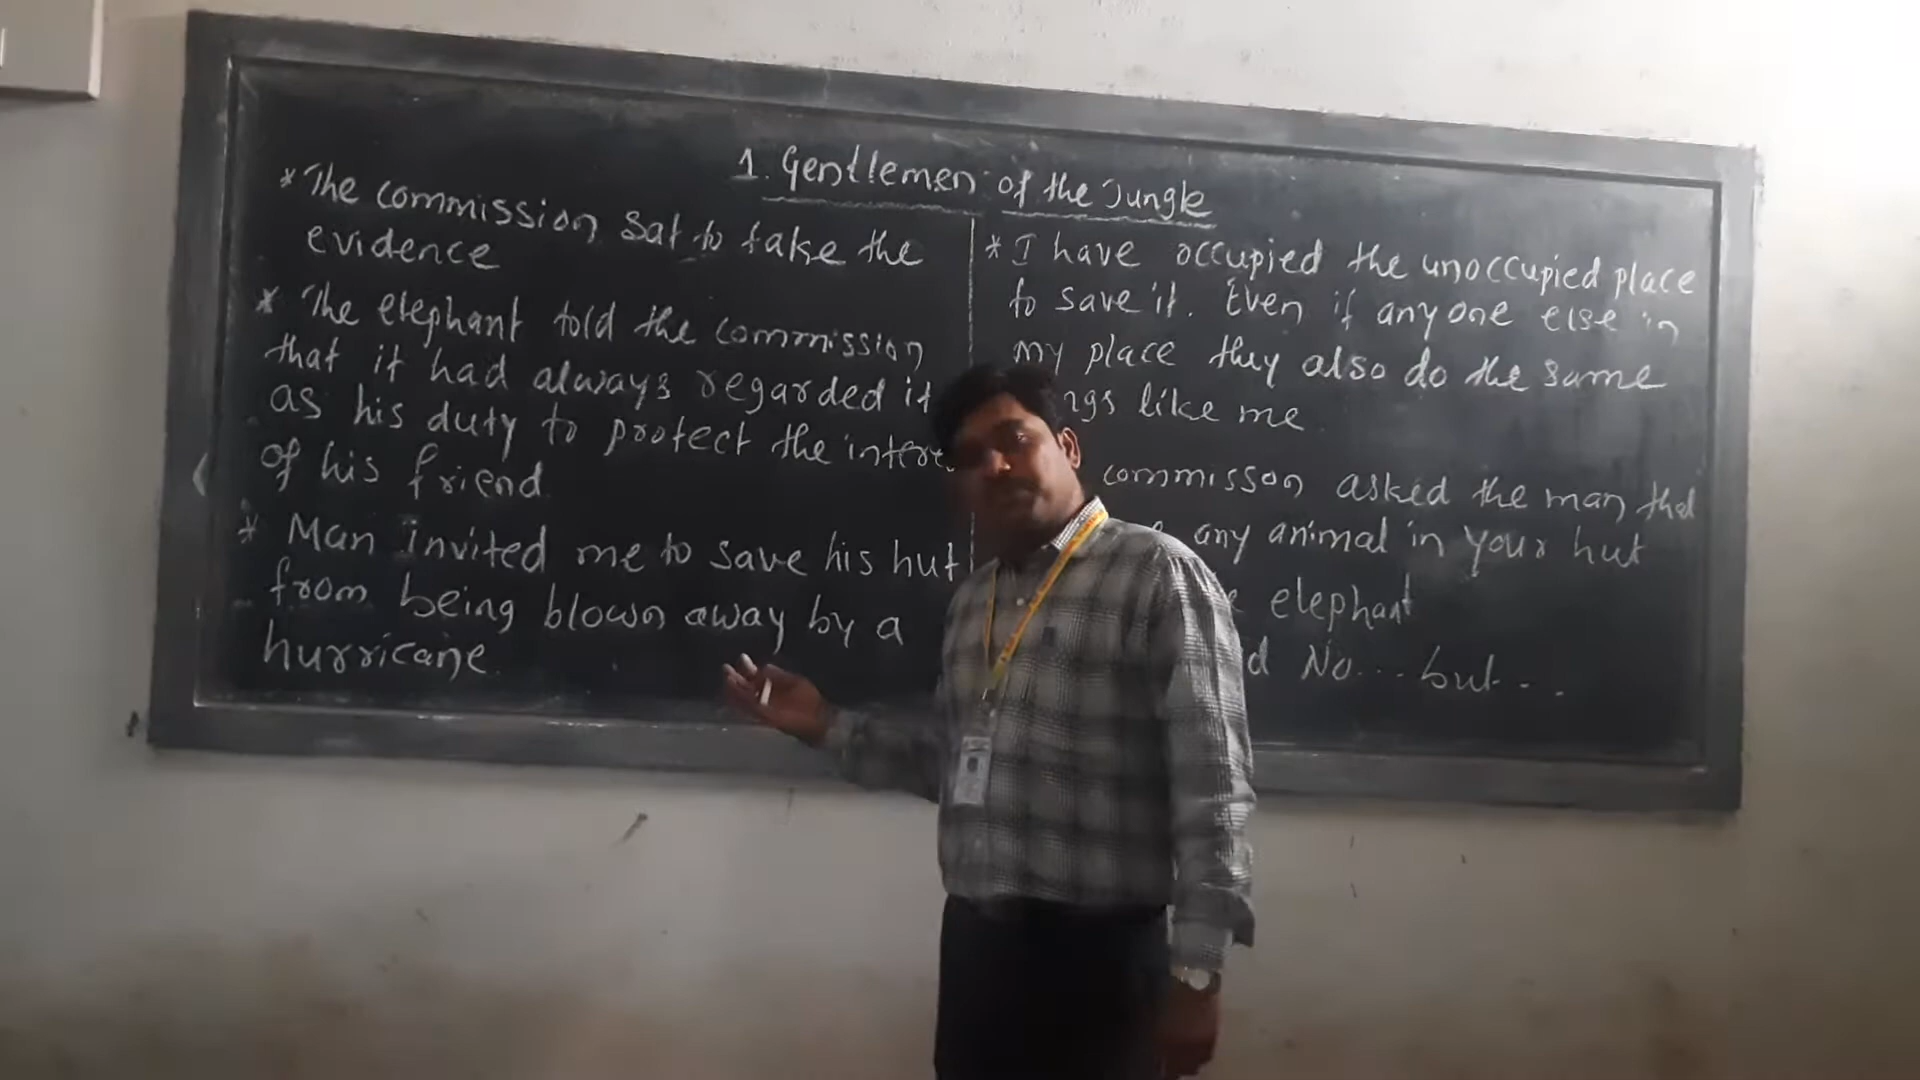 1. Gentlemen of the Jungle
* The commission sat to take the
evidence
* The elephant told the commission
that it had always regarded it
as his duty to protect the
of his friend
* Man invited me to save his hut
from being blown away by a
hurricane.
* I have occupied the unoccupied place
to save it. Even if anyone else in
my place they also do the same
like me.
commisson asked the man that
any animal in your hut
elephant
No... but...